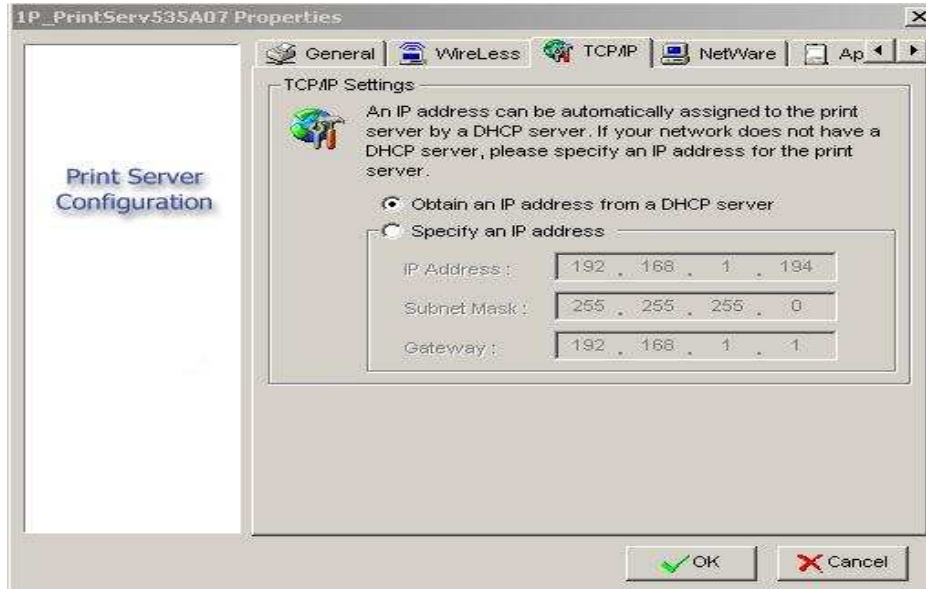 1P_PrintServ535A07 Properties
General
WireLess
TCP/IP
NetWare
Ap
Print Server
Configuration
TCP/IP Settings
An IP address can be automatically assigned to the print
server by a DHCP server. If your network does not have a
DHCP server, please specify an IP address for the print
server.
Obtain an IP address from a DHCP server
Specify an IP address
IP Address : 192 . 168 . 1 . 194
Subnet Mask : 255 . 255 . 255 . 0
Gateway : 192 . 168 . 1 . 1
OK
Cancel